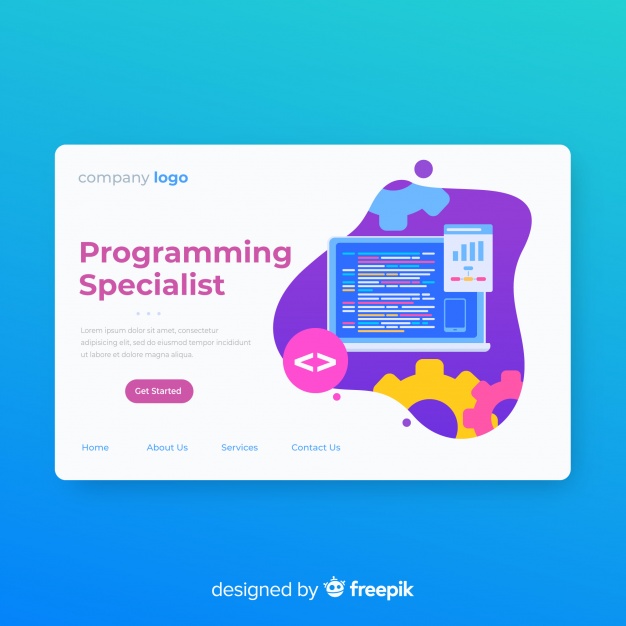 company logo
Programming
Specialist
Lorem ipsum dolor sit amet, consectetur
adipiscing elit, sed do eiusmod tempor incididunt
ut labore et dolore magna aliqua.
Get Started
<>
Home About Us Services Contact Us
designed by freepik